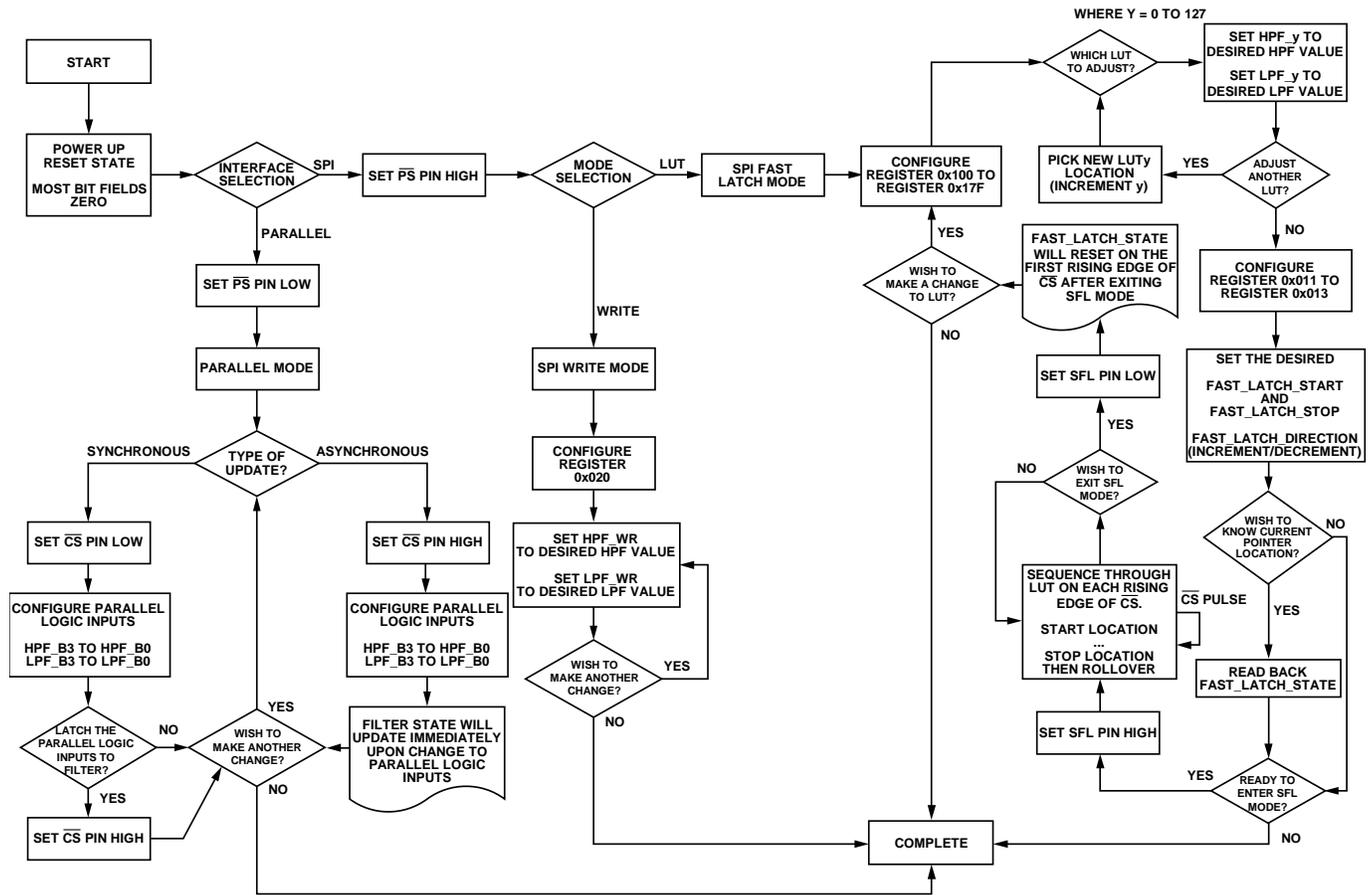 START
POWER UP
RESET STATE
MOST BIT FIELDS
ZERO
INTERFACE
SELECTION
SPI
PARALLEL
SET PS PIN HIGH
MODE
SELECTION
LUT
WRITE
SPI FAST
LATCH MODE
CONFIGURE
REGISTER 0x100 TO
REGISTER 0x17F
WHERE Y = 0 TO 127
WHICH LUT
TO ADJUST?
SET HPF_y TO
DESIRED HPF VALUE
SET LPF_y TO
DESIRED LPF VALUE
ADJUST
ANOTHER
LUT?
YES
PICK NEW LUTy
LOCATION
(INCREMENT y)
NO
CONFIGURE
REGISTER 0x011 TO
REGISTER 0x013
SET THE DESIRED
FAST_LATCH_START
AND
FAST_LATCH_STOP
FAST_LATCH_DIRECTION
(INCREMENT/DECREMENT)
WISH TO
KNOW CURRENT
POINTER
LOCATION?
NO
YES
READ BACK
FAST_LATCH_STATE
READY TO
ENTER SFL
MODE?
YES
NO
SET SFL PIN HIGH
SEQUENCE THROUGH
LUT ON EACH RISING
EDGE OF CS.
START LOCATION
...
STOP LOCATION
THEN ROLLOVER
CS PULSE
WISH TO
EXIT SFL
MODE?
NO
YES
SET SFL PIN LOW
FAST_LATCH_STATE
WILL RESET ON THE
FIRST RISING EDGE OF
CS AFTER EXITING
SFL MODE
WISH TO
MAKE A CHANGE
TO LUT?
YES
NO
SET PS PIN LOW
PARALLEL MODE
TYPE OF
UPDATE?
SYNCHRONOUS
ASYNCHRONOUS
SET CS PIN LOW
CONFIGURE PARALLEL
LOGIC INPUTS
HPF_B3 TO HPF_B0
LPF_B3 TO LPF_B0
LATCH THE
PARALLEL LOGIC
INPUTS TO
FILTER?
NO
YES
SET CS PIN HIGH
SET CS PIN HIGH
CONFIGURE PARALLEL
LOGIC INPUTS
HPF_B3 TO HPF_B0
LPF_B3 TO LPF_B0
FILTER STATE WILL
UPDATE IMMEDIATELY
UPON CHANGE TO
PARALLEL LOGIC
INPUTS
WISH TO
MAKE ANOTHER
CHANGE?
YES
NO
SPI WRITE MODE
CONFIGURE
REGISTER
0x020
SET HPF_WR
TO DESIRED HPF VALUE
SET LPF_WR
TO DESIRED LPF VALUE
WISH TO
MAKE ANOTHER
CHANGE?
YES
NO
COMPLETE